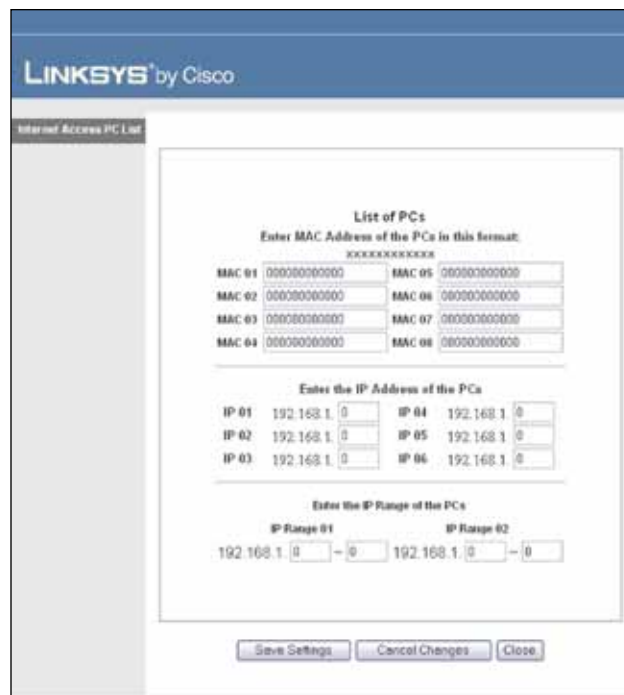 LINKSYS® by Cisco
Internet Access PC List
List of PCs
Enter MAC Address of the PCs in this format:
xxxxxxxxxxxx
MAC 01 000000000000 MAC 05 000000000000
MAC 02 000000000000 MAC 06 000000000000
MAC 03 000000000000 MAC 07 000000000000
MAC 04 000000000000 MAC 08 000000000000
Enter the IP Address of the PCs
IP 01 192.168.1. 0 IP 04 192.168.1. 0
IP 02 192.168.1. 0 IP 05 192.168.1. 0
IP 03 192.168.1. 0 IP 06 192.168.1. 0
Enter the IP Range of the PCs
IP Range 01 IP Range 02
192.168.1. 0 ~ 0 192.168.1. 0 ~ 0
Save Settings Cancel Changes Close